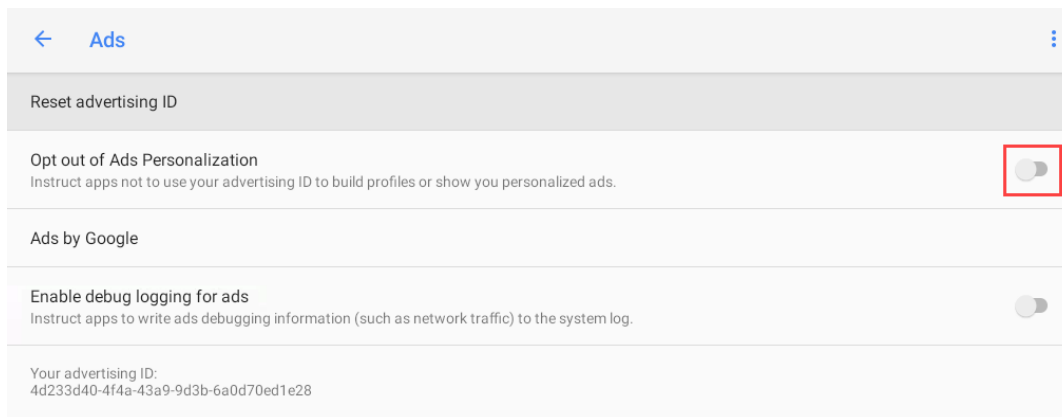 Ads
Reset advertising ID
Opt out of Ads Personalization
Instruct apps not to use your advertising ID to build profiles or show you personalized ads.
Ads by Google
Enable debug logging for ads
Instruct apps to write ads debugging information (such as network traffic) to the system log.
Your advertising ID:
4d233d40-4f4a-43a9-9d3b-6a0d70ed1e28